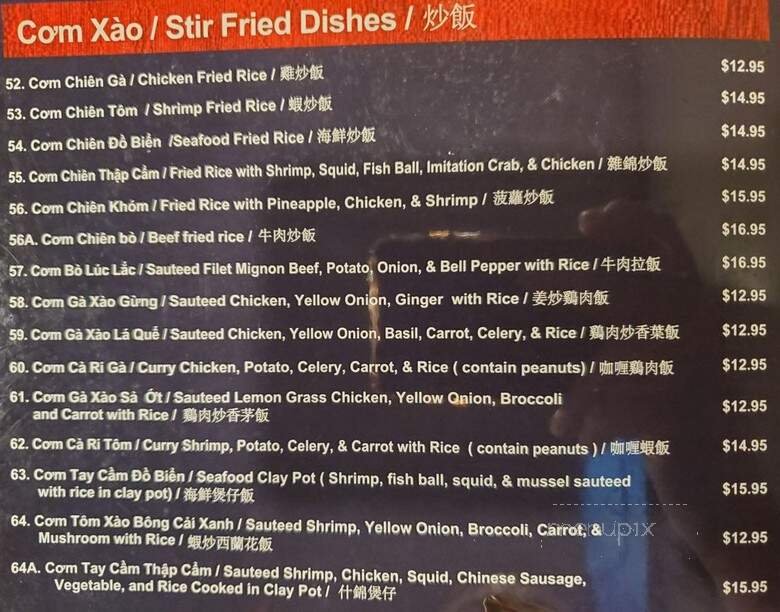 Cơm Xào / Stir Fried Dishes / 炒飯
52. Cơm Chiên Gà / Chicken Fried Rice / 雞炒飯 $12.95
53. Cơm Chiên Tôm / Shrimp Fried Rice / 蝦炒飯 $14.95
54. Cơm Chiên Đồ Biển /Seafood Fried Rice / 海鮮炒飯 $14.95
55. Cơm Chiên Thập Cẩm / Fried Rice with Shrimp, Squid, Fish Ball, Imitation Crab, & Chicken / 雜錦炒飯 $14.95
56. Cơm Chiên Khóm / Fried Rice with Pineapple, Chicken, & Shrimp / 菠蘿炒飯 $15.95
56A. Cơm Chiên bò / Beef fried rice / 牛肉炒飯 $16.95
57. Cơm Bò Lúc Lắc / Sauteed Filet Mignon Beef, Potato, Onion, & Bell Pepper with Rice / 牛肉拉飯 $16.95
58. Cơm Gà Xào Gừng / Sauteed Chicken, Yellow Onion, Ginger with Rice / 姜炒鷄肉飯 $12.95
59. Cơm Gà Xào Lá Quế / Sauteed Chicken, Yellow Onion, Basil, Carrot, Celery, & Rice / 鷄肉炒香葉飯 $12.95
60. Cơm Cà Ri Gà / Curry Chicken, Potato, Celery, Carrot, & Rice ( contain peanuts) / 咖喱鷄肉飯 $12.95
61. Cơm Gà Xào Sả Ớt / Sauteed Lemon Grass Chicken, Yellow Onion, Broccoli
and Carrot with Rice / 鷄肉炒香茅飯 $12.95
62. Cơm Cà Ri Tôm / Curry Shrimp, Potato, Celery, & Carrot with Rice ( contain peanuts ) / 咖喱蝦飯 $14.95
63. Cơm Tay Cầm Đồ Biển / Seafood Clay Pot ( Shrimp, fish ball, squid, & mussel sauteed
with rice in clay pot) / 海鮮煲仔飯 $15.95
64. Cơm Tôm Xào Bông Cải Xanh / Sauteed Shrimp, Yellow Onion, Broccoli, Carrot, &
Mushroom with Rice / 蝦炒西蘭花飯 $12.95
64A. Cơm Tay Cầm Thập Cẩm / Sauteed Shrimp, Chicken, Squid, Chinese Sausage,
Vegetable, and Rice Cooked in Clay Pot / 什錦煲仔 $15.95
menupix